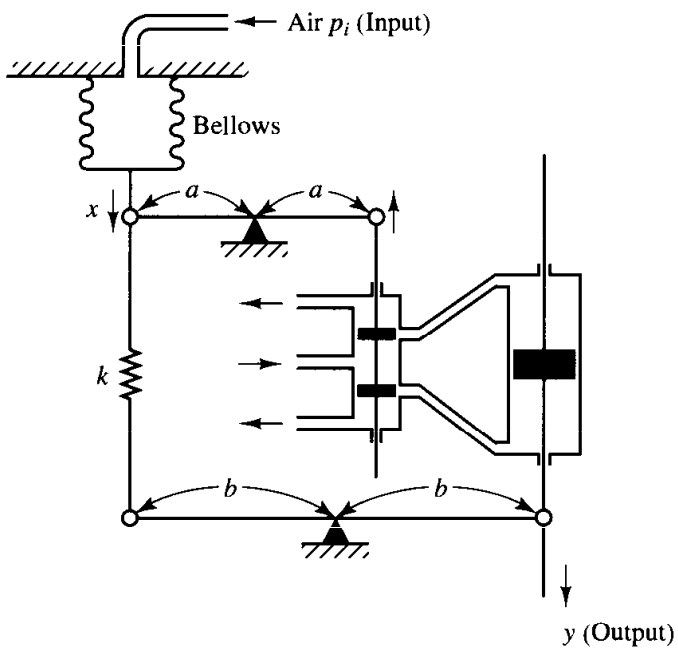 Air pᵢ (Input)
Bellows
x
a
a
k
b
b
y (Output)